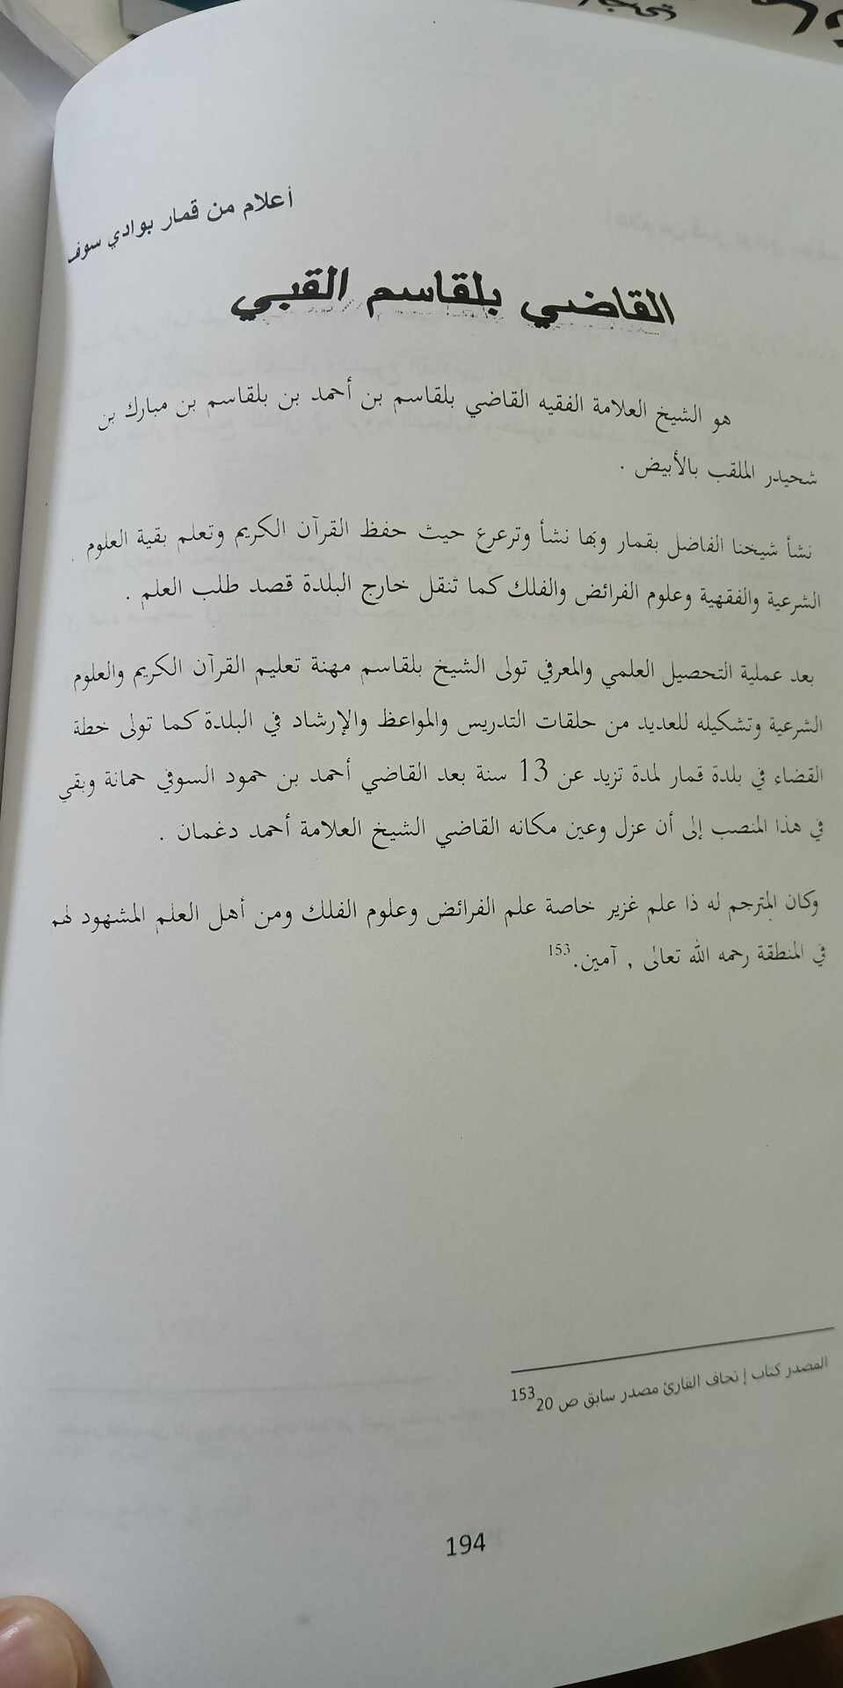 أعلام من قمار بوادي سوف
القاضي بلقاسم القبي
هو الشيخ العلامة الفقيه القاضي بلقاسم بن أحمد بن بلقاسم بن مبارك بن
شحيدر الملقب بالأبيض .
نشأ شيخنا الفاضل بقمار وبها نشأ وترعرع حيث حفظ القرآن الكريم وتعلم بقية العلوم
الشرعية والفقهية وعلوم الفرائض والفلك كما تنقل خارج البلدة قصد طلب العلم .
بعد عملية التحصيل العلمي والمعرفي تولى الشيخ بلقاسم مهنة تعليم القرآن الكريم والعلوم
الشرعية وتشكيله للعديد من حلقات التدريس والمواعظ والإرشاد في البلدة كما تولى خطة
القضاء في بلدة قمار لمدة تزيد عن 13 سنة بعد القاضي أحمد بن حمود السوفي حمانة وبقي
في هذا المنصب إلى أن عزل وعين مكانه القاضي الشيخ العلامة أحمد دغمان .
وكان المترجم له ذا علم غزير خاصة علم الفرائض وعلوم الفلك ومن أهل العلم المشهود لهم
في المنطقة رحمه الله تعالى , آمين.153
المصدر كتاب إ تحاف القارئ مصدر سابق ص 20 153
194